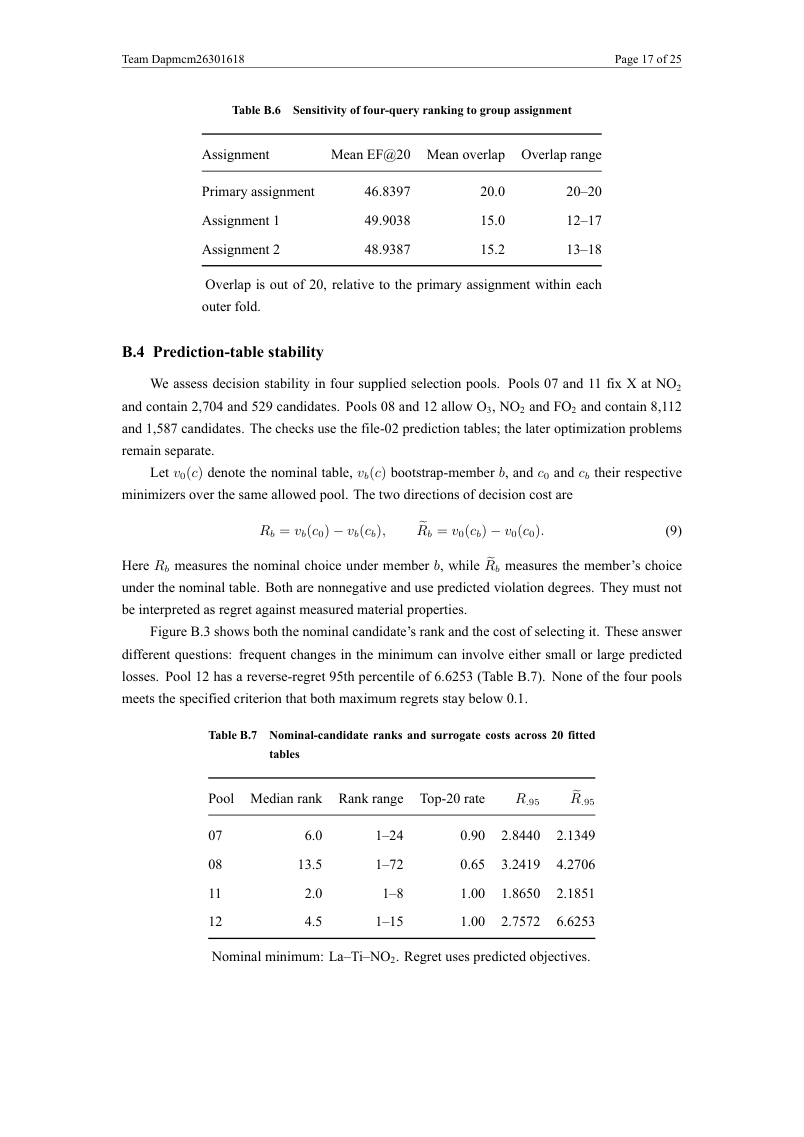 Team Dapmcm26301618 Page 17 of 25
Table B.6 Sensitivity of four-query ranking to group assignment
Assignment Mean EF@20 Mean overlap Overlap range
Primary assignment 46.8397 20.0 20–20
Assignment 1 49.9038 15.0 12–17
Assignment 2 48.9387 15.2 13–18
Overlap is out of 20, relative to the primary assignment within each
outer fold.
B.4 Prediction-table stability
We assess decision stability in four supplied selection pools. Pools 07 and 11 fix X at NO₂
and contain 2,704 and 529 candidates. Pools 08 and 12 allow O₃, NO₂ and FO₂ and contain 8,112
and 1,587 candidates. The checks use the file-02 prediction tables; the later optimization problems
remain separate.
Let v₀(c) denote the nominal table, v_b(c) bootstrap-member b, and c₀ and c_b their respective
minimizers over the same allowed pool. The two directions of decision cost are
R_b = v_b(c₀) − v_b(c_b), R̃_b = v₀(c_b) − v₀(c₀). (9)
Here R_b measures the nominal choice under member b, while R̃_b measures the member’s choice
under the nominal table. Both are nonnegative and use predicted violation degrees. They must not
be interpreted as regret against measured material properties.
Figure B.3 shows both the nominal candidate’s rank and the cost of selecting it. These answer
different questions: frequent changes in the minimum can involve either small or large predicted
losses. Pool 12 has a reverse-regret 95th percentile of 6.6253 (Table B.7). None of the four pools
meets the specified criterion that both maximum regrets stay below 0.1.
Table B.7 Nominal-candidate ranks and surrogate costs across 20 fitted
tables
Pool Median rank Rank range Top-20 rate R.₉₅ R̃.₉₅
07 6.0 1–24 0.90 2.8440 2.1349
08 13.5 1–72 0.65 3.2419 4.2706
11 2.0 1–8 1.00 1.8650 2.1851
12 4.5 1–15 1.00 2.7572 6.6253
Nominal minimum: La–Ti–NO₂. Regret uses predicted objectives.